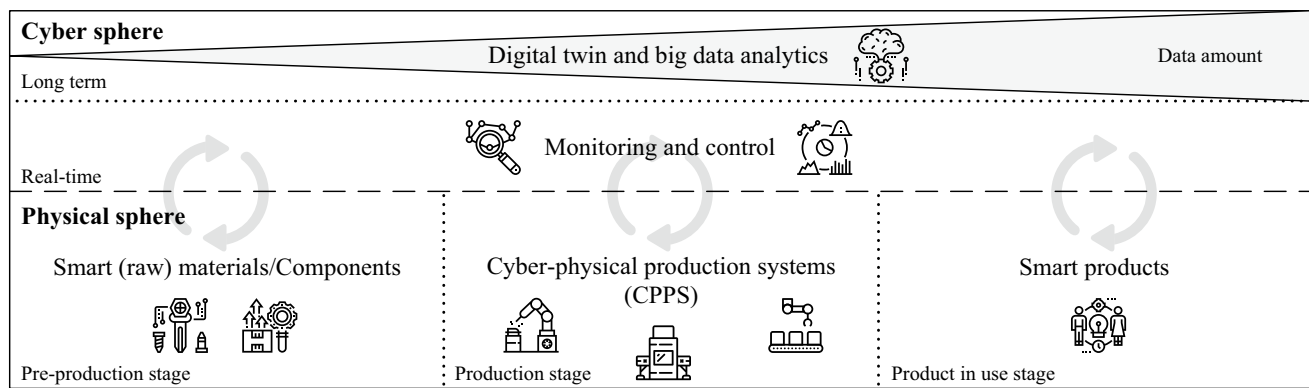 Cyber sphere
Digital twin and big data analytics
Data amount
Long term
Monitoring and control
Real-time
Physical sphere
Smart (raw) materials/Components
Cyber-physical production systems
(CPPS)
Smart products
Pre-production stage
Production stage
Product in use stage